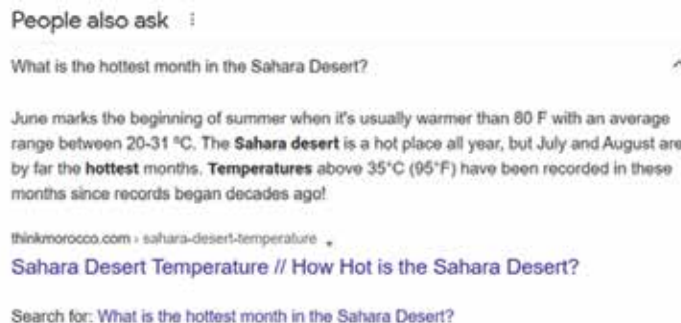 People also ask
What is the hottest month in the Sahara Desert?
June marks the beginning of summer when it's usually warmer than 80 F with an average
range between 20-31 ºC. The Sahara desert is a hot place all year, but July and August are
by far the hottest months. Temperatures above 35°C (95°F) have been recorded in these
months since records began decades ago!
thinkmorocco.com › sahara-desert-temperature
Sahara Desert Temperature // How Hot is the Sahara Desert?
Search for: What is the hottest month in the Sahara Desert?